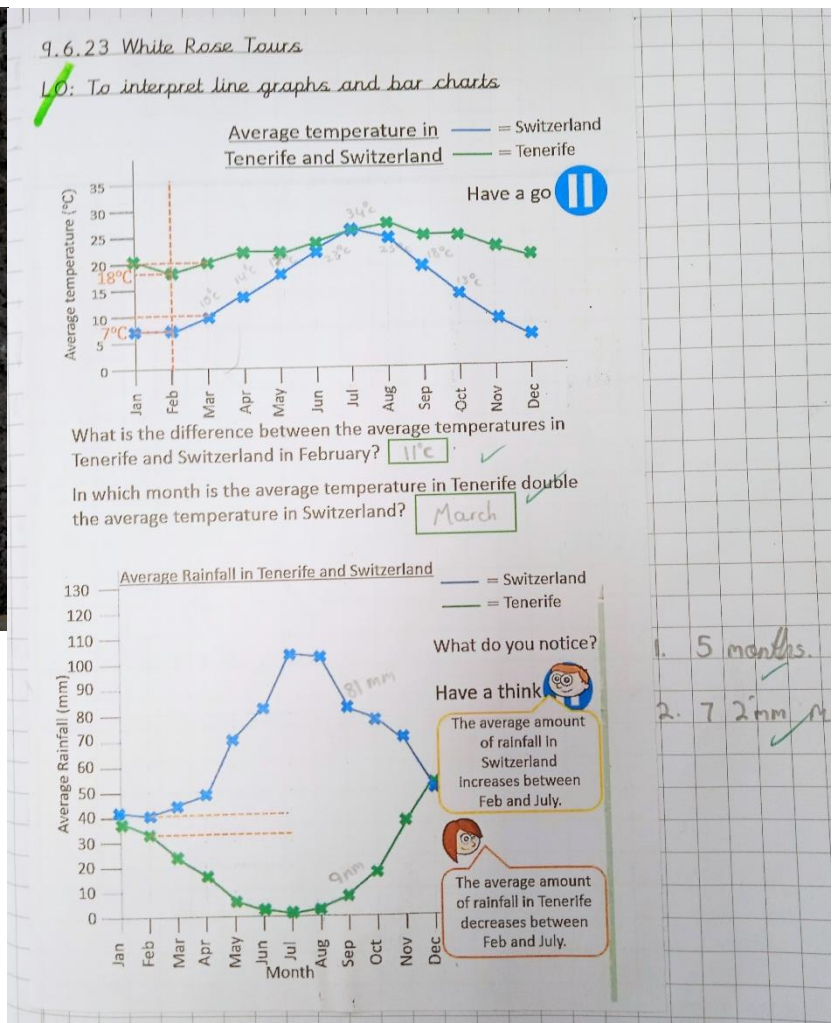 9.6.23 White Rose Tours
LO: To interpret line graphs and bar charts
Average temperature in
Tenerife and Switzerland
= Switzerland
= Tenerife
Have a go
Average temperature (°C)
35
30
25
20
18°C
15
10
7°C
5
0
34°c
10°c
14°c
23°c
18°c
13°c
Jan
Feb
Mar
Apr
May
Jun
Jul
Aug
Sep
Oct
Nov
Dec
What is the difference between the average temperatures in
Tenerife and Switzerland in February? 11°c
In which month is the average temperature in Tenerife double
the average temperature in Switzerland? March
Average Rainfall in Tenerife and Switzerland
= Switzerland
= Tenerife
Average Rainfall (mm)
130
120
110
100
90
80
70
60
50
40
30
20
10
0
81 mm
9mm
Jan
Feb
Mar
Apr
May
Jun
Jul
Aug
Sep
Oct
Nov
Dec
Month
What do you notice?
Have a think
The average amount
of rainfall in
Switzerland
increases between
Feb and July.
The average amount
of rainfall in Tenerife
decreases between
Feb and July.
1. 5 months.
2. 7 2mm